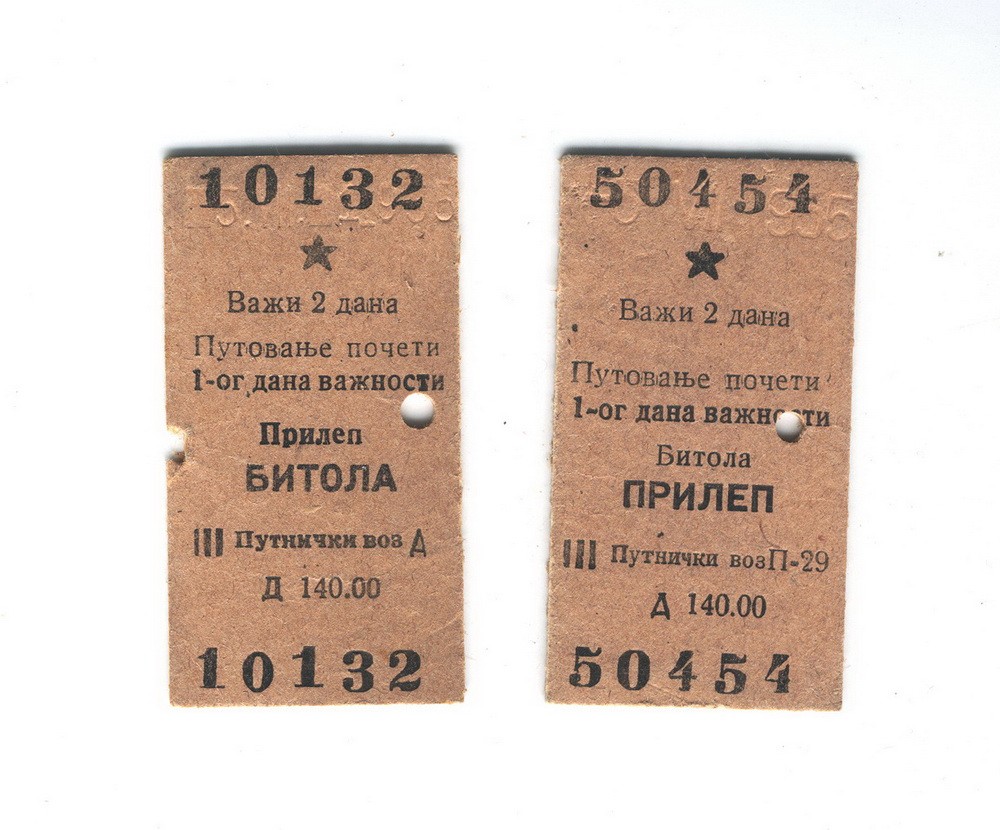 10132
Важи 2 дана
Путовање почети
1-ог дана важности
Прилеп
БИТОЛА
III Путнички воз Д
Д 140.00
10132
50454
Важи 2 дана
Путовање почети
1-ог дана важности
Битола
ПРИЛЕП
III Путнички воз П-29
Д 140.00
50454